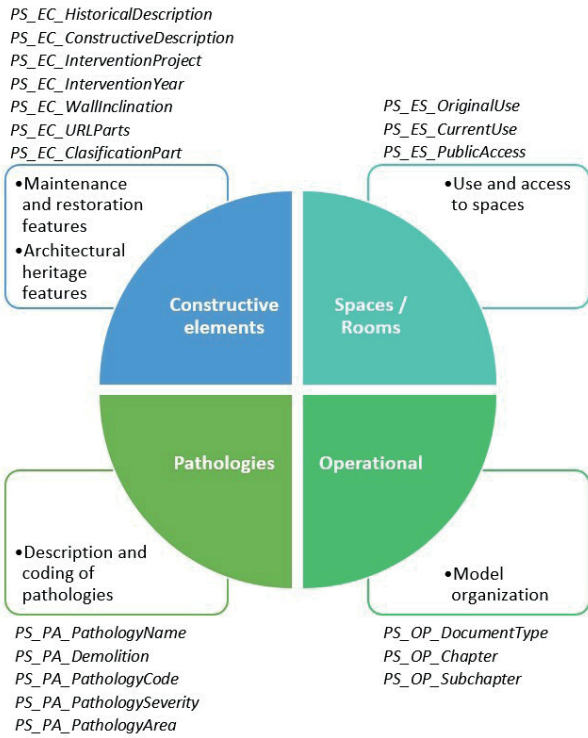 PS_EC_HistoricalDescription
PS_EC_ConstructiveDescription
PS_EC_InterventionProject
PS_EC_InterventionYear
PS_EC_WallInclination
PS_EC_URLParts
PS_EC_ClasificationPart
PS_ES_OriginalUse
PS_ES_CurrentUse
PS_ES_PublicAccess
•Maintenance
and restoration
features
•Architectural
heritage
features
•Use and access
to spaces
Constructive
elements
Spaces /
Rooms
Pathologies
Operational
•Description and
coding of
pathologies
•Model
organization
PS_PA_PathologyName
PS_PA_Demolition
PS_PA_PathologyCode
PS_PA_PathologySeverity
PS_PA_PathologyArea
PS_OP_DocumentType
PS_OP_Chapter
PS_OP_Subchapter